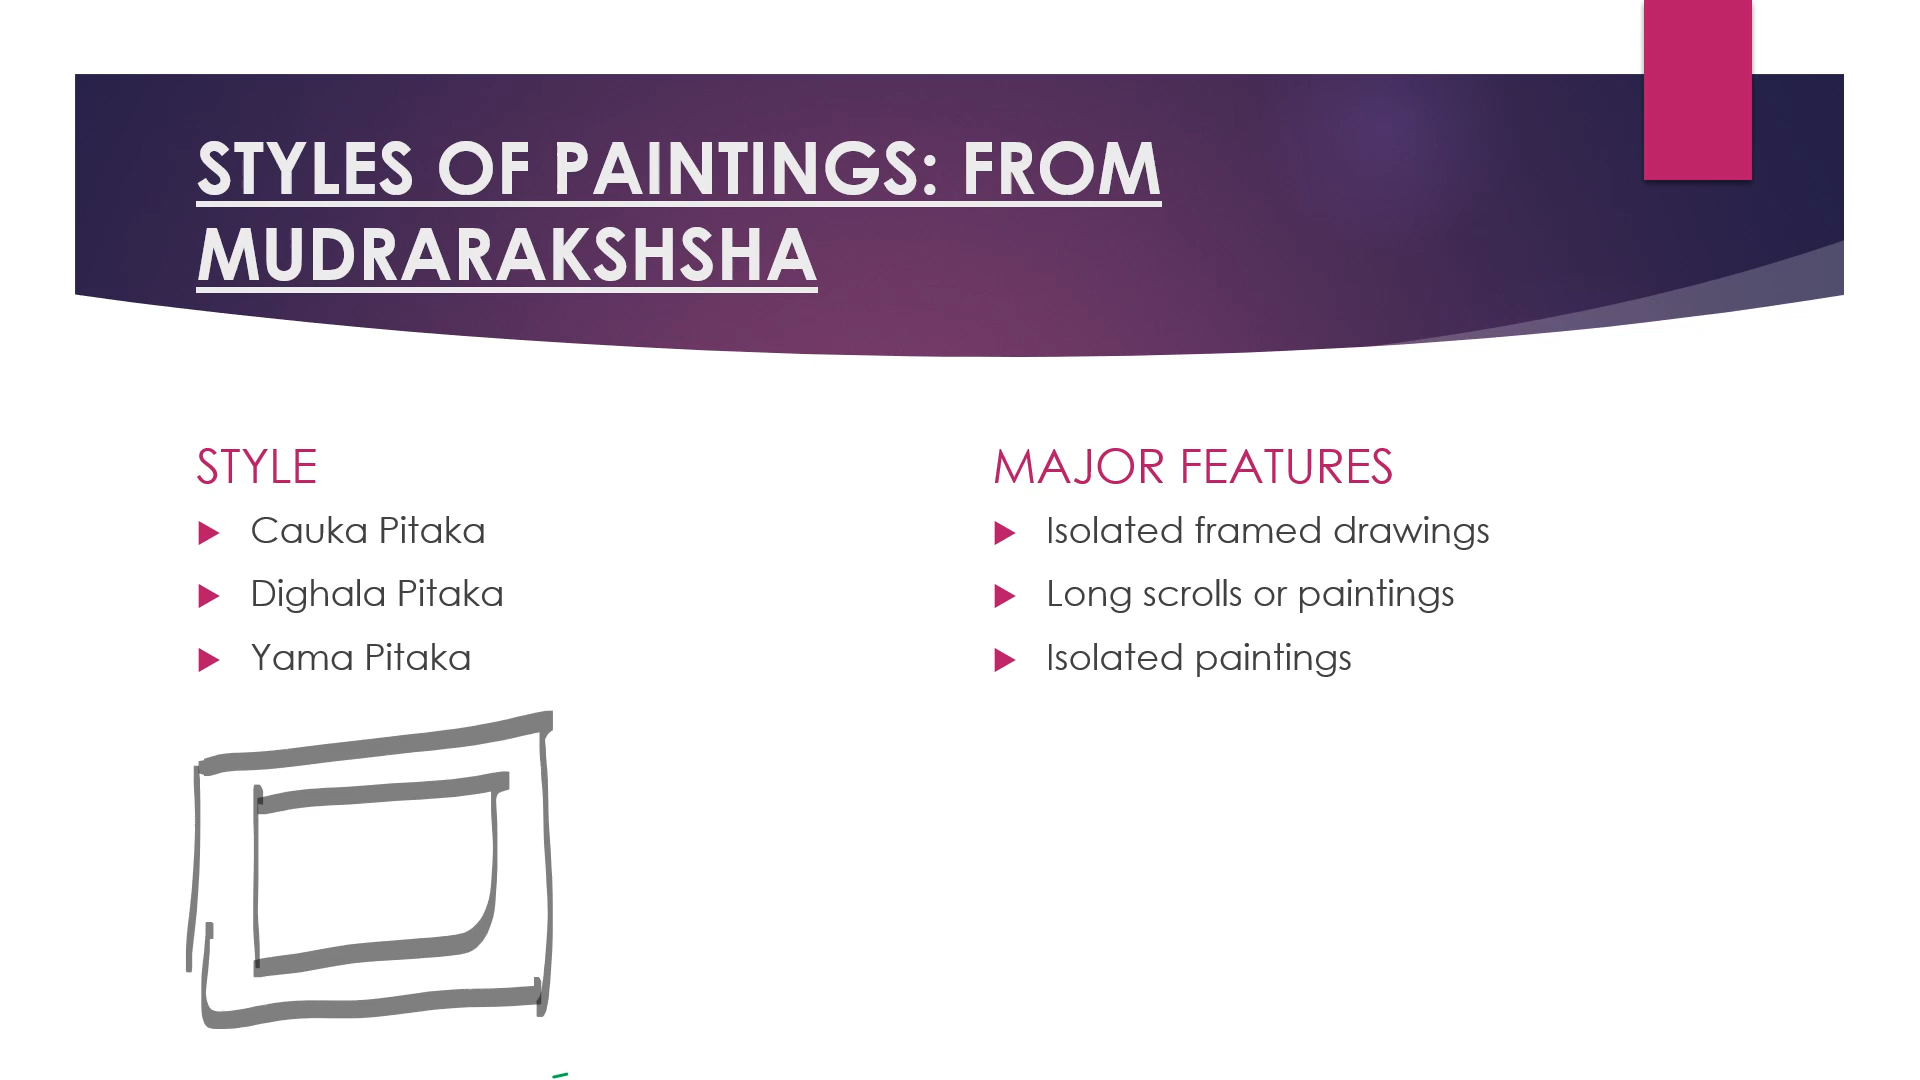 STYLES OF PAINTINGS: FROM
MUDRARAKSHSHA
STYLE
Cauka Pitaka
Dighala Pitaka
Yama Pitaka
MAJOR FEATURES
Isolated framed drawings
Long scrolls or paintings
Isolated paintings